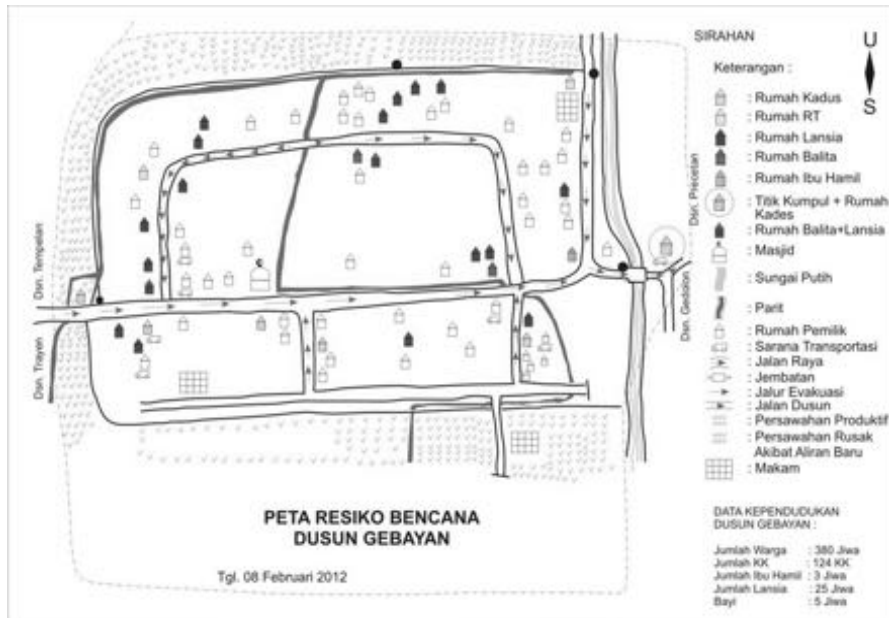 SIRAHAN
U
S
Keterangan :
: Rumah Kadus
: Rumah RT
: Rumah Lansia
: Rumah Balita
: Rumah Ibu Hamil
: Titik Kumpul + Rumah
Kades
: Rumah Balita+Lansia
: Masjid
: Sungai Putih
: Parit
: Rumah Pemilik
: Sarana Transportasi
: Jalan Raya
: Jembatan
: Jalur Evakuasi
: Jalan Dusun
: Persawahan Produktif
: Persawahan Rusak
Akibat Aliran Baru
: Makam
Dsn. Tempelan
Dsn. Trayen
Dsn. Precetan
Dsn. Gedolon
PETA RESIKO BENCANA
DUSUN GEBAYAN
Tgl. 08 Februari 2012
DATA KEPENDUDUKAN
DUSUN GEBAYAN :
Jumlah Warga : 380 Jiwa
Jumlah KK : 124 KK
Jumlah Ibu Hamil : 3 Jiwa
Jumlah Lansia : 25 Jiwa
Bayi : 5 Jiwa